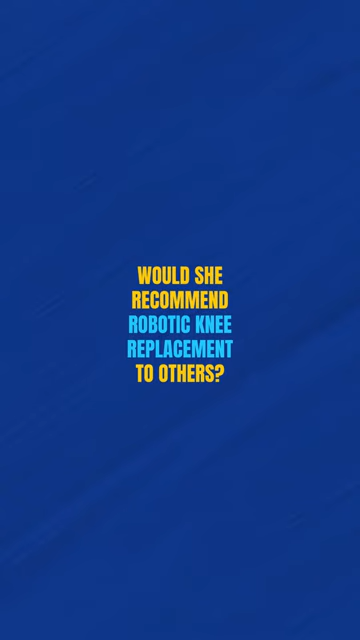 WOULD SHE
RECOMMEND
ROBOTIC KNEE
REPLACEMENT
TO OTHERS?